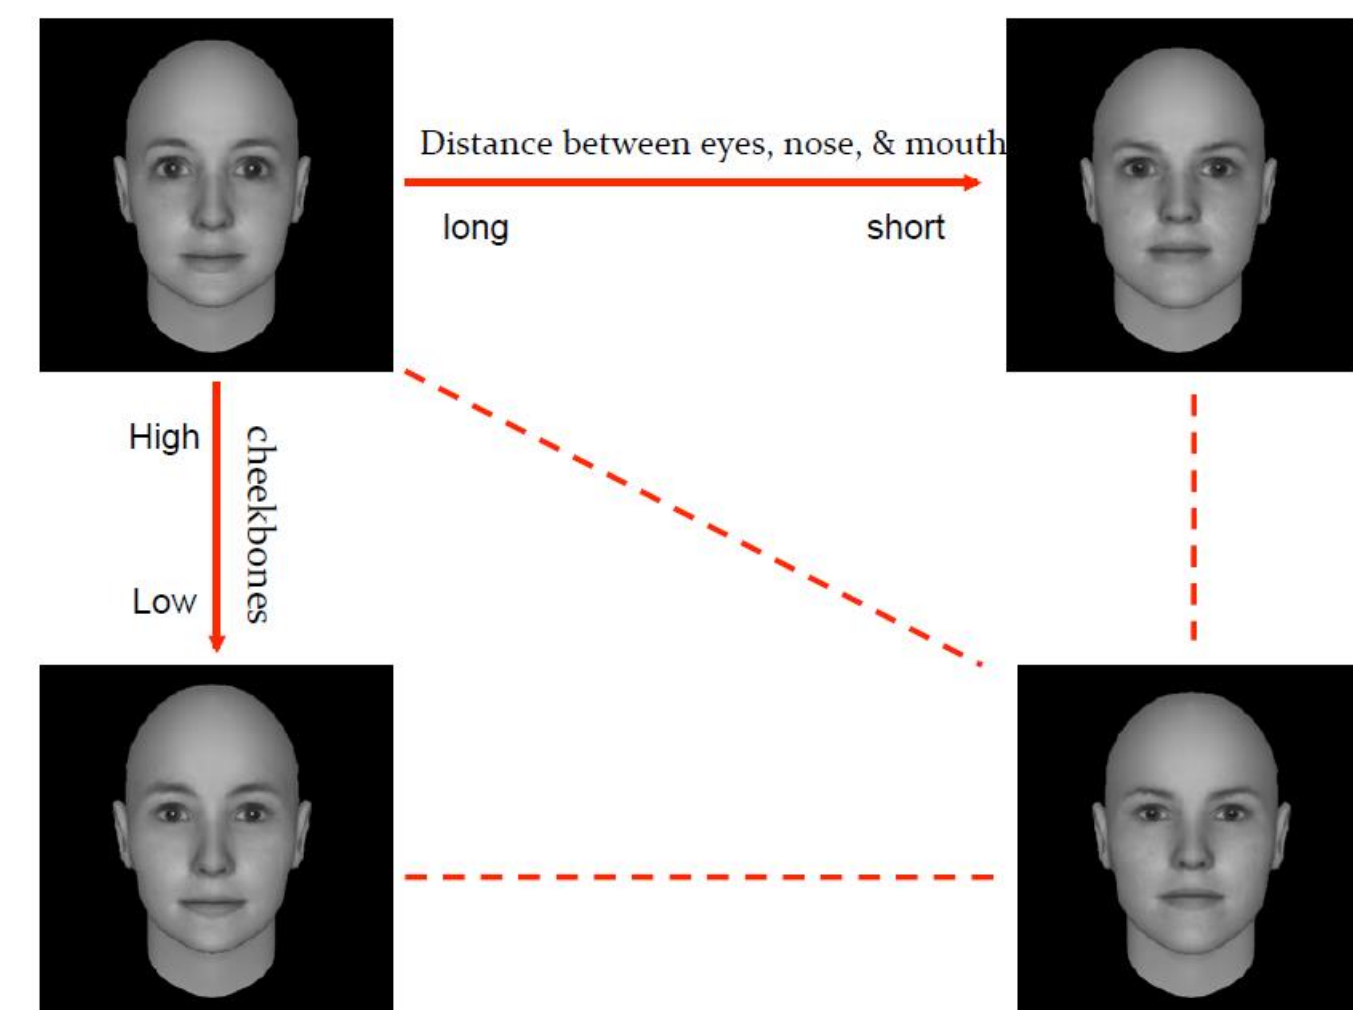 Distance between eyes, nose, & mouth
long
short
High
cheekbones
Low